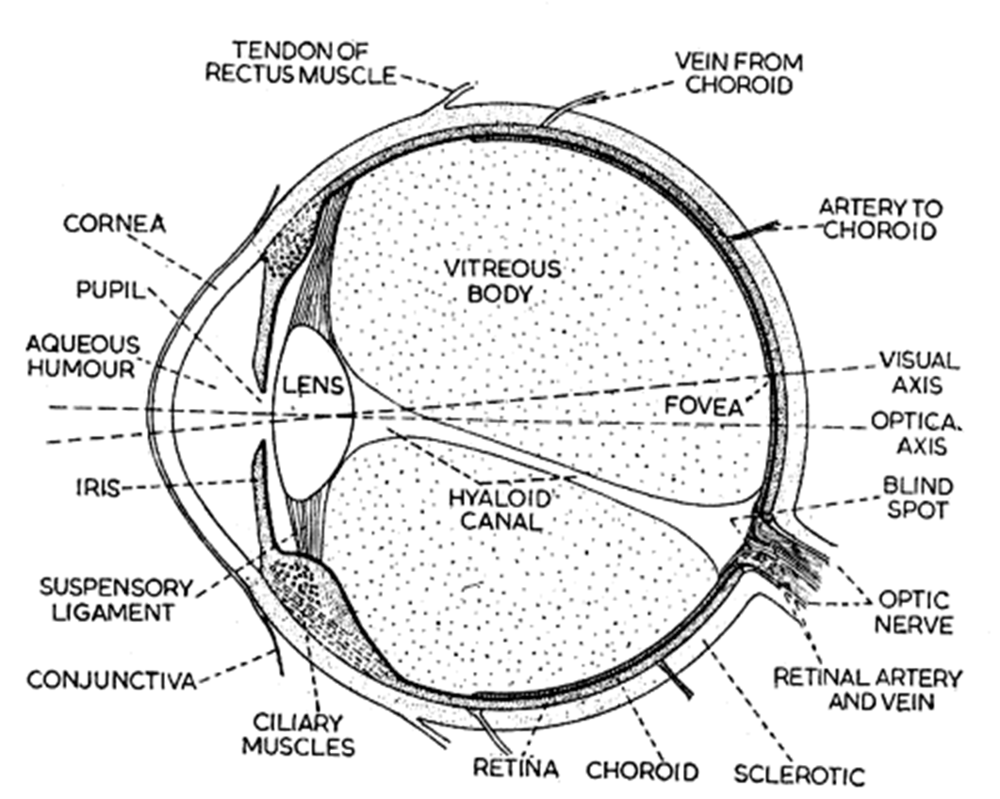 TENDON OF
RECTUS MUSCLE
VEIN FROM
CHOROID
ARTERY TO
CHOROID
CORNEA
PUPIL
AQUEOUS
HUMOUR
VITREOUS
BODY
LENS
FOVEA
VISUAL
AXIS
OPTICA
AXIS
IRIS
HYALOID
CANAL
BLIND
SPOT
SUSPENSORY
LIGAMENT
OPTIC
NERVE
CONJUNCTIVA
RETINAL ARTERY
AND VEIN
CILIARY
MUSCLES
RETINA
CHOROID
SCLEROTIC